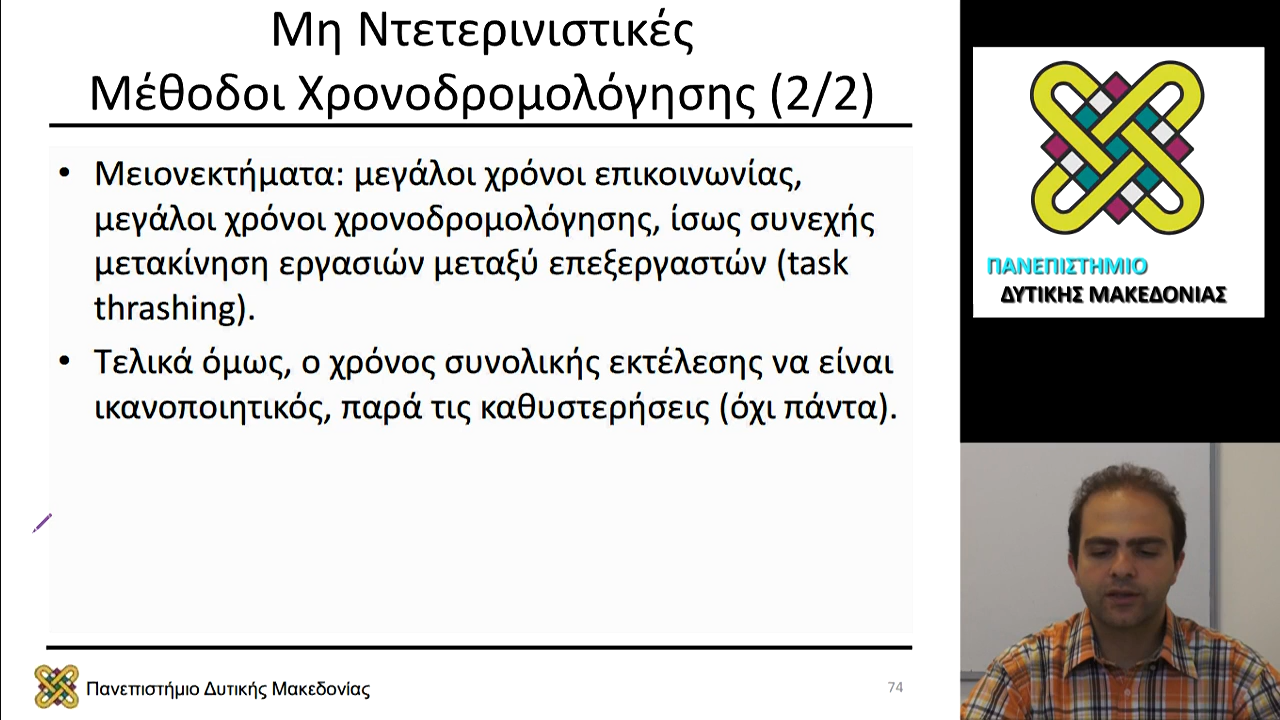 Μη Ντετερινιστικές
Μέθοδοι Χρονοδρομολόγησης (2/2)
• Μειονεκτήματα: μεγάλοι χρόνοι επικοινωνίας,
μεγάλοι χρόνοι χρονοδρομολόγησης, ίσως συνεχής
μετακίνηση εργασιών μεταξύ επεξεργαστών (task
thrashing).
• Τελικά όμως, ο χρόνος συνολικής εκτέλεσης να είναι
ικανοποιητικός, παρά τις καθυστερήσεις (όχι πάντα).
Πανεπιστήμιο Δυτικής Μακεδονίας
74
ΠΑΝΕΠΙΣΤΗΜΙΟ
ΔΥΤΙΚΗΣ ΜΑΚΕΔΟΝΙΑΣ